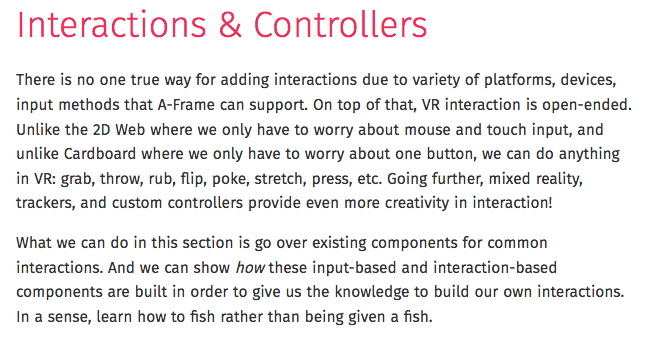 Interactions & Controllers
There is no one true way for adding interactions due to variety of platforms, devices,
input methods that A-Frame can support. On top of that, VR interaction is open-ended.
Unlike the 2D Web where we only have to worry about mouse and touch input, and
unlike Cardboard where we only have to worry about one button, we can do anything
in VR: grab, throw, rub, flip, poke, stretch, press, etc. Going further, mixed reality,
trackers, and custom controllers provide even more creativity in interaction!
What we can do in this section is go over existing components for common
interactions. And we can show how these input-based and interaction-based
components are built in order to give us the knowledge to build our own interactions.
In a sense, learn how to fish rather than being given a fish.